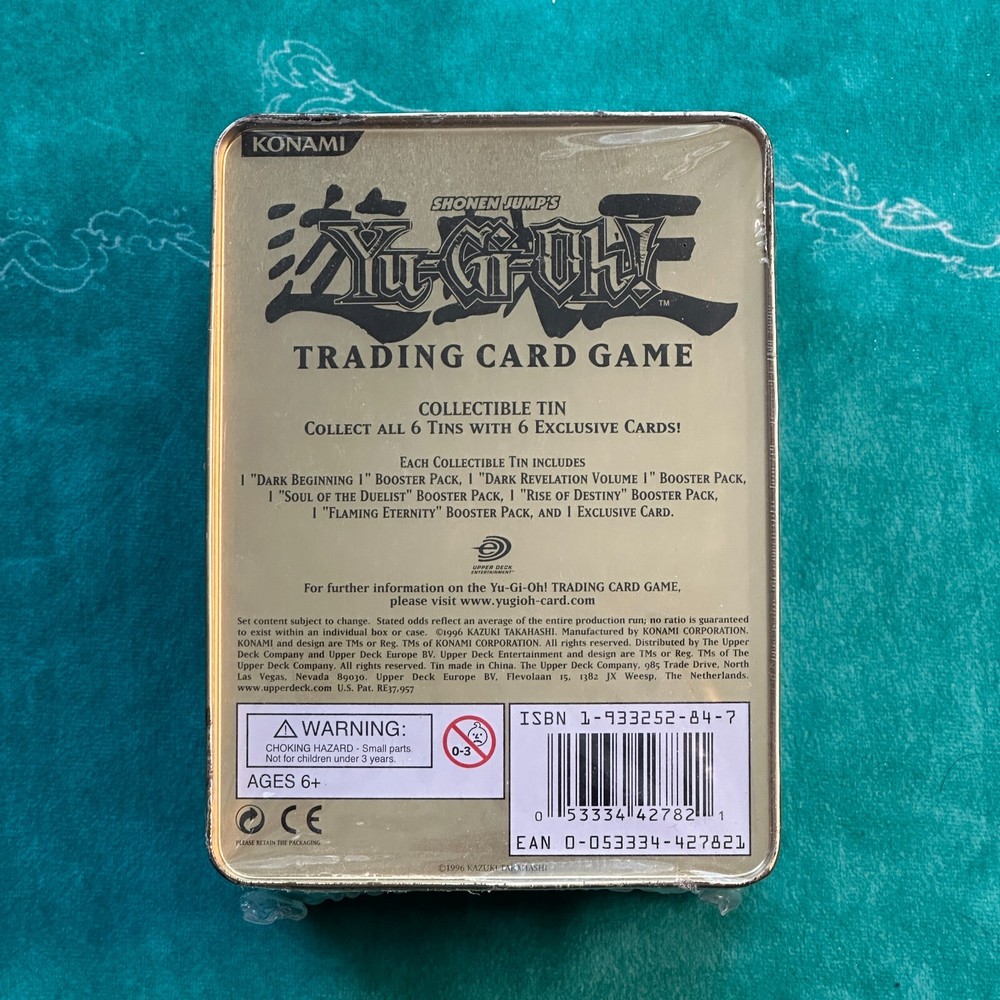 KONAMI
遊戯王
SHONEN JUMP'S
Yu-Gi-Oh!
TM
TRADING CARD GAME
COLLECTIBLE TIN
COLLECT ALL 6 TINS WITH 6 EXCLUSIVE CARDS!
EACH COLLECTIBLE TIN INCLUDES
1 "DARK BEGINNING 1" BOOSTER PACK, 1 "DARK REVELATION VOLUME 1" BOOSTER PACK,
1 "SOUL OF THE DUELIST" BOOSTER PACK, 1 "RISE OF DESTINY" BOOSTER PACK,
1 "FLAMING ETERNITY" BOOSTER PACK, AND 1 EXCLUSIVE CARD.
UPPER DECK
ENTERTAINMENT™
For further information on the Yu-Gi-Oh! TRADING CARD GAME,
please visit www.yugioh-card.com
Set content subject to change. Stated odds reflect an average of the entire production run; no ratio is guaranteed
to exist within an individual box or case. ©1996 KAZUKI TAKAHASHI. Manufactured by KONAMI CORPORATION.
KONAMI and design are TMs or Reg. TMs of KONAMI CORPORATION. All rights reserved. Distributed by The Upper
Deck Company and Upper Deck Europe BV. Upper Deck Entertainment and design are TMs or Reg. TMs of The
Upper Deck Company. All rights reserved. Tin made in China. The Upper Deck Company, 985 Trade Drive, North
Las Vegas, Nevada 89030. Upper Deck Europe BV, Flevolaan 15, 1382 JX Weesp, The Netherlands.
www.upperdeck.com U.S. Pat. RE37,957
WARNING:
CHOKING HAZARD - Small parts
Not for children under 3 years.
0-3
AGES 6+
ISBN 1-933252-84-7
0 53334 42782 1
EAN 0-053334-427821
CE
PLEASE RETAIN THE PACKAGING
©1996 KAZUKI TAKAHASHI